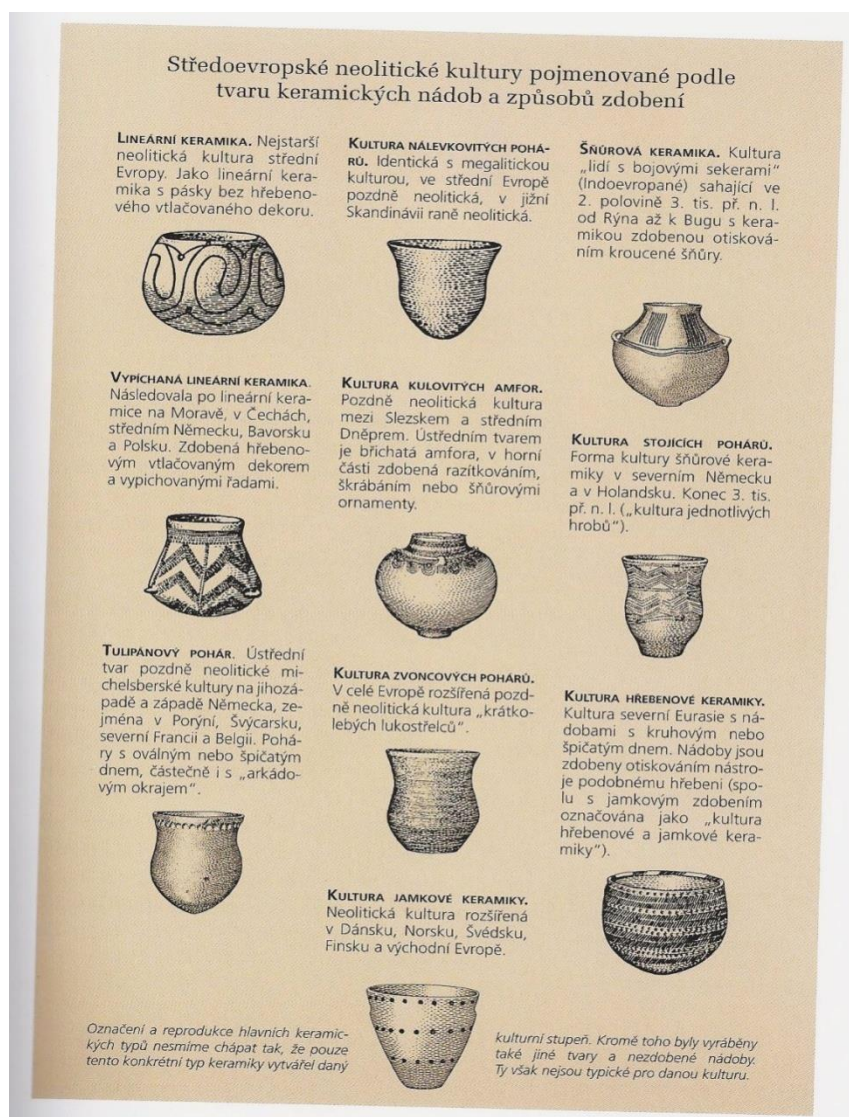 Středoevropské neolitické kultury pojmenované podle
tvaru keramických nádob a způsobů zdobení
LINEÁRNÍ KERAMIKA. Nejstarší
neolitická kultura střední
Evropy. Jako lineární kera-
mika s pásky bez hřebeno-
vého vtlačovaného dekoru.
VYPÍCHANÁ LINEÁRNÍ KERAMIKA.
Následovala po lineární kera-
mice na Moravě, v Čechách,
středním Německu, Bavorsku
a Polsku. Zdobená hřebeno-
vým vtlačovaným dekorem
a vypichovanými řadami.
TULIPÁNOVÝ POHÁR. Ústřední
tvar pozdně neolitické mi-
chelsberské kultury na jihozá-
padě a západě Německa, ze-
jména v Porýní, Švýcarsku,
severní Francii a Belgii. Pohá-
ry s oválným nebo špičatým
dnem, částečně i s „arkádo-
vým okrajem“.
KULTURA NÁLEVKOVITÝCH POHÁ-
RŮ. Identická s megalitickou
kulturou, ve střední Evropě
pozdně neolitická, v jižní
Skandinávii raně neolitická.
KULTURA KULOVITÝCH AMFOR.
Pozdně neolitická kultura
mezi Slezskem a středním
Dněprem. Ústředním tvarem
je břichatá amfora, v horní
části zdobená razítkováním,
škrábáním nebo šňůrovými
ornamenty.
KULTURA ZVONCOVÝCH POHÁRŮ.
V celé Evropě rozšířená pozd-
ně neolitická kultura „krátko-
lebých lukostřelců“.
KULTURA JAMKOVÉ KERAMIKY.
Neolitická kultura rozšířená
v Dánsku, Norsku, Švédsku,
Finsku a východní Evropě.
ŠŇŮROVÁ KERAMIKA. Kultura
„lidí s bojovými sekerami“
(Indoevropané) sahající ve
2. polovině 3. tis. př. n. l.
od Rýna až k Bugu s kera-
mikou zdobenou otisková-
ním kroucené šňůry.
KULTURA STOJÍCÍCH POHÁRŮ.
Forma kultury šňůrové kera-
miky v severním Německu
a v Holandsku. Konec 3. tis.
př. n. l. („kultura jednotlivých
hrobů“).
KULTURA HŘEBENOVÉ KERAMIKY.
Kultura severní Eurasie s ná-
dobami s kruhovým nebo
špičatým dnem. Nádoby jsou
zdobeny otiskováním nástro-
je podobnému hřebeni (spo-
lu s jamkovým zdobením
označována jako „kultura
hřebenové a jamkové kera-
miky“).
Označení a reprodukce hlavních keramic-
kých typů nesmíme chápat tak, že pouze
tento konkrétní typ keramiky vytvářel daný
kulturní stupeň. Kromě toho byly vyráběny
také jiné tvary a nezdobené nádoby.
Ty však nejsou typické pro danou kulturu.